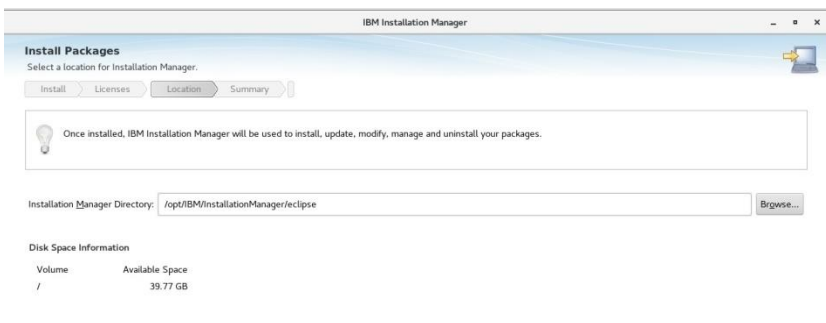 IBM Installation Manager
Install Packages
Select a location for Installation Manager.
Install Licenses Location Summary
Once installed, IBM Installation Manager will be used to install, update, modify, manage and uninstall your packages.
Installation Manager Directory: /opt/IBM/InstallationManager/eclipse Browse...
Disk Space Information
Volume Available Space
/ 39.77 GB